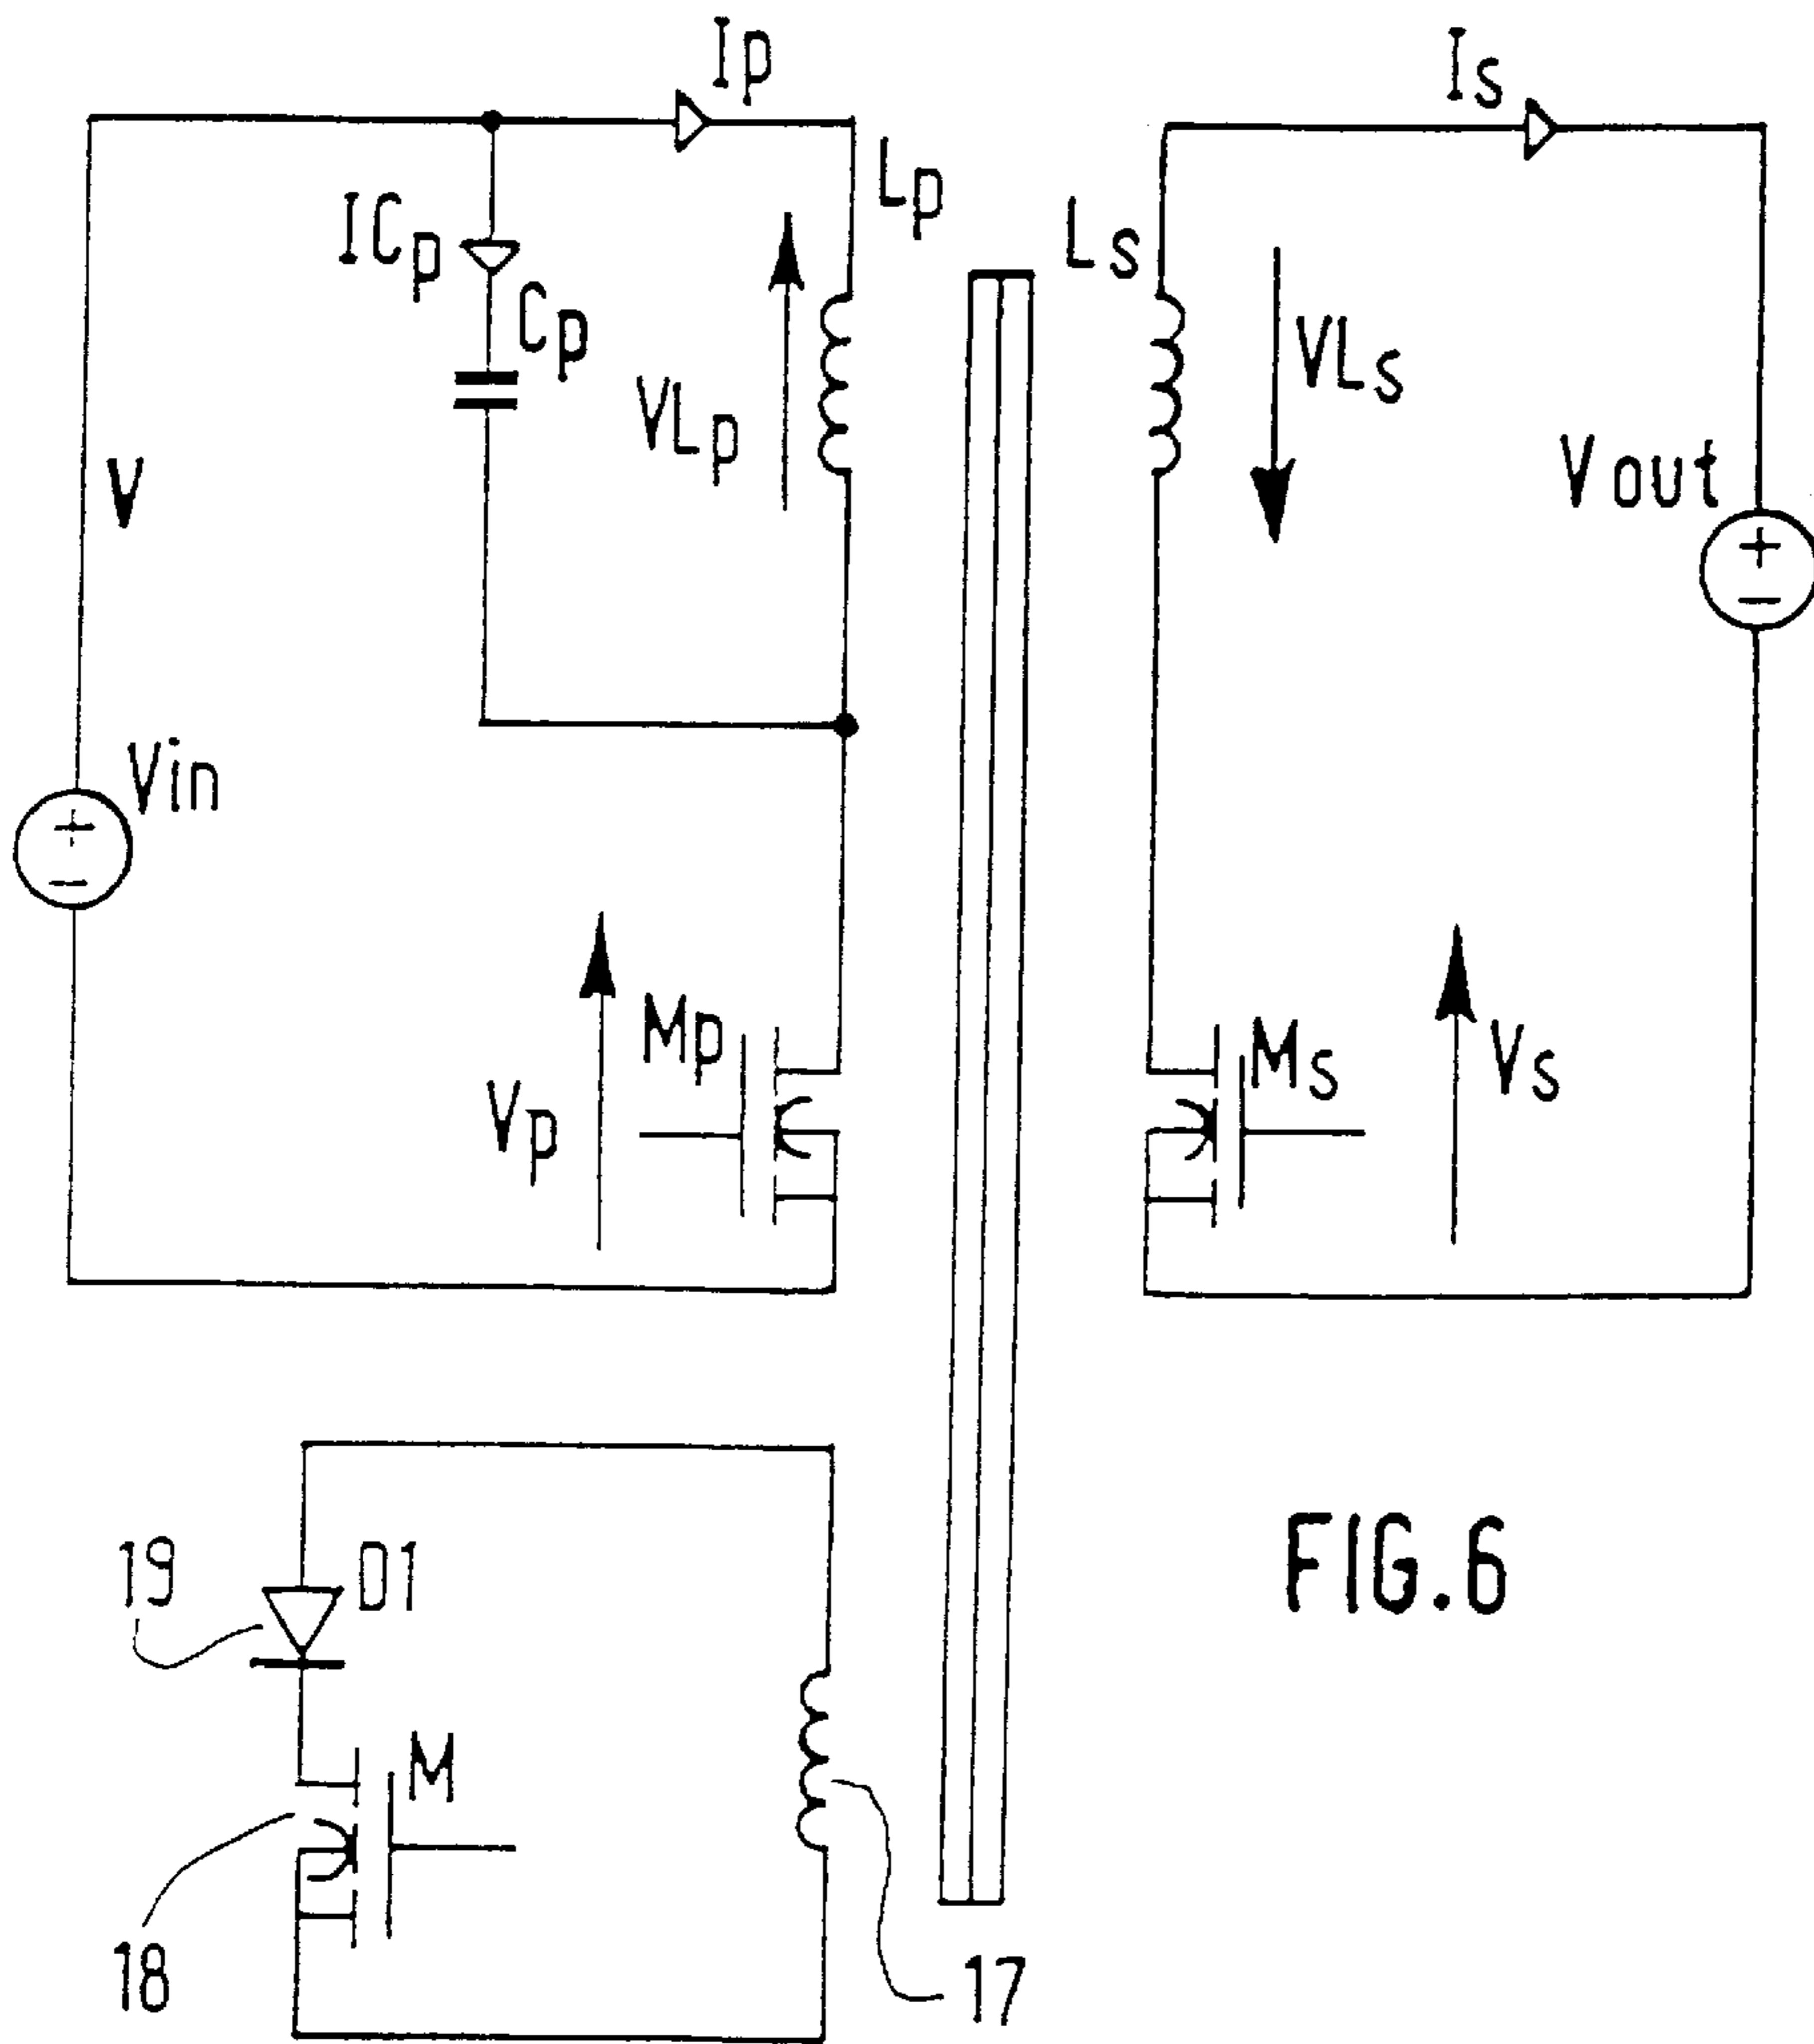 Ip
Is
Lp
ICp
Ls
Cp
VLs
VLp
V
Vout
+
−
Vin
+
−
Mp
Ms
Vp
Vs
19
D1
FIG.6
M
18
17